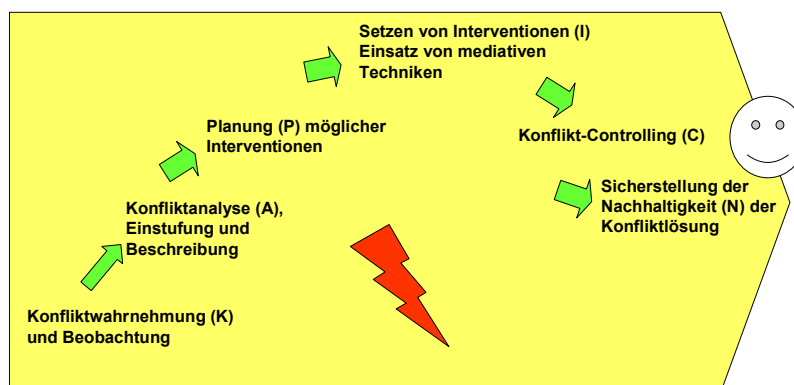 Konfliktwahrnehmung (K)
und Beobachtung
Konfliktanalyse (A),
Einstufung und
Beschreibung
Planung (P) möglicher
Interventionen
Setzen von Interventionen (I)
Einsatz von mediativen
Techniken
Konflikt-Controlling (C)
Sicherstellung der
Nachhaltigkeit (N) der
Konfliktlösung